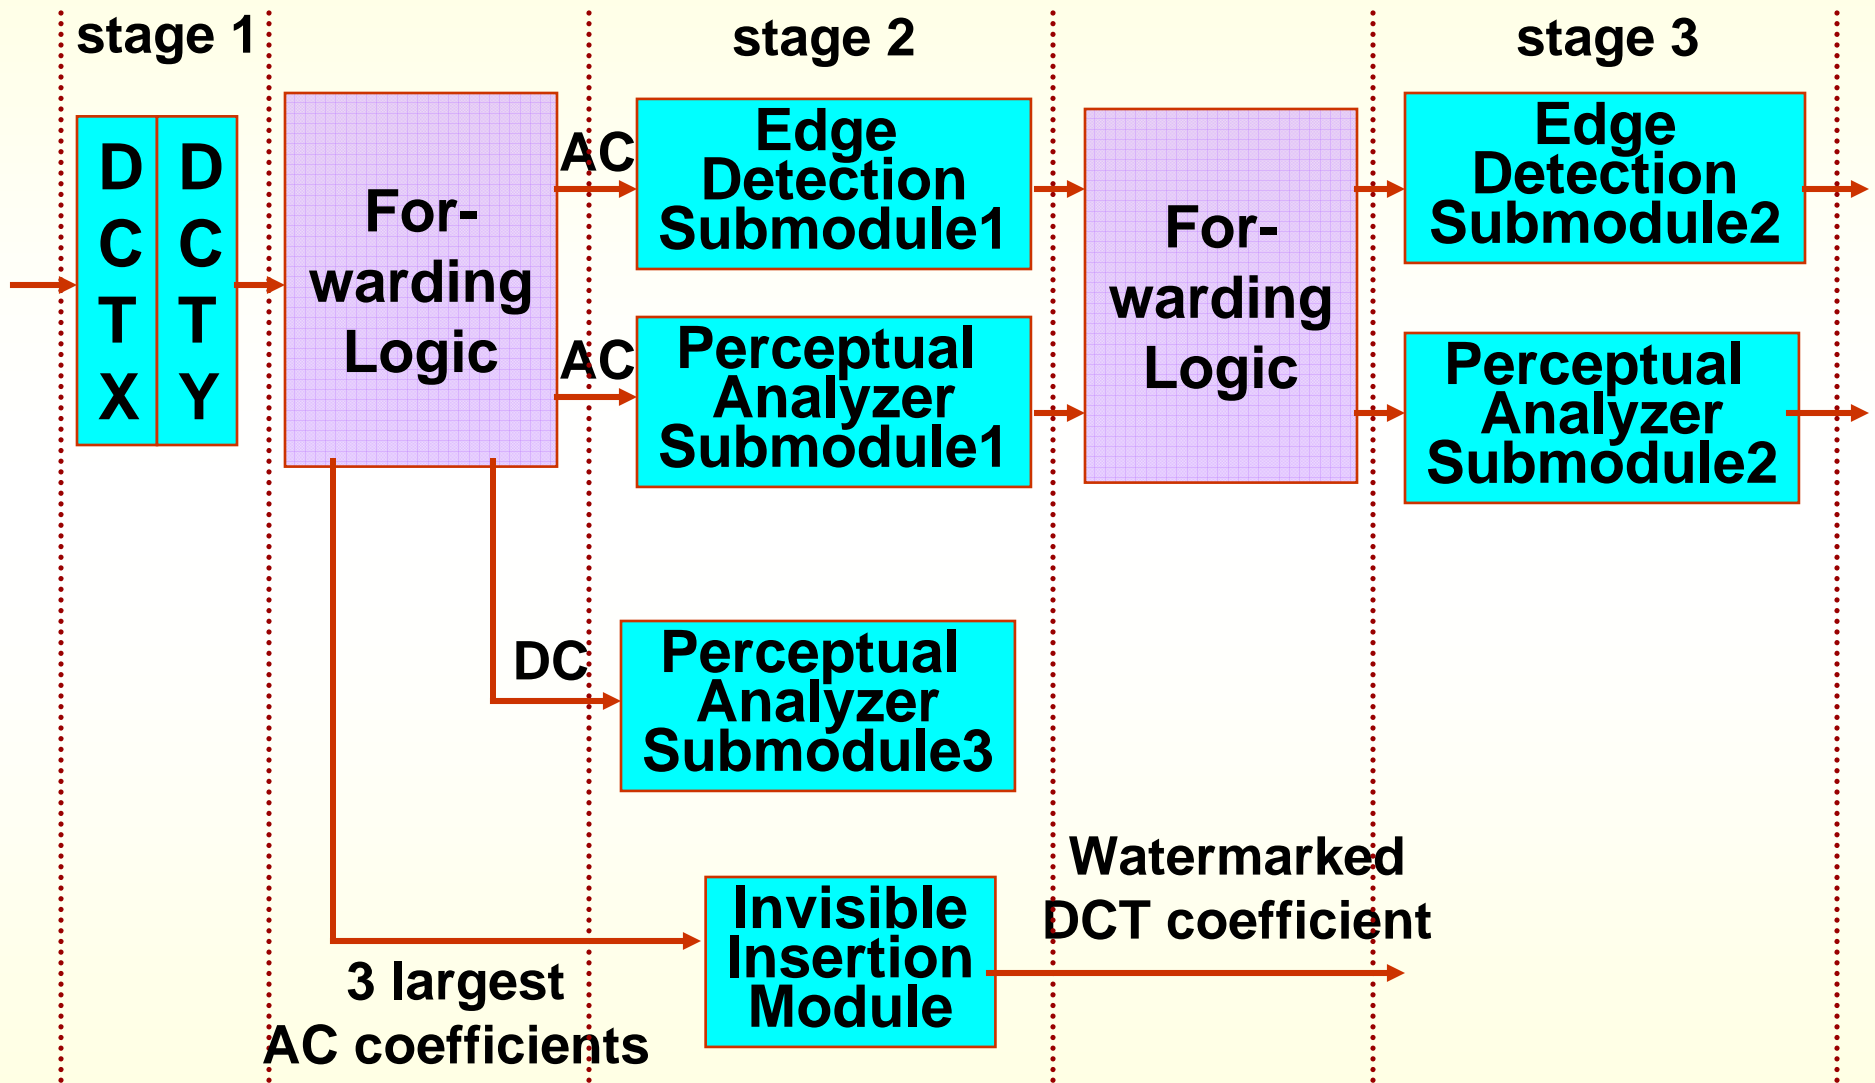 stage 1
stage 2
stage 3
D
C
T
X
D
C
T
Y
For-
warding
Logic
AC
AC
Edge
Detection
Submodule1
Perceptual
Analyzer
Submodule1
For-
warding
Logic
Edge
Detection
Submodule2
Perceptual
Analyzer
Submodule2
DC
Perceptual
Analyzer
Submodule3
3 largest
AC coefficients
Invisible
Insertion
Module
Watermarked
DCT coefficient